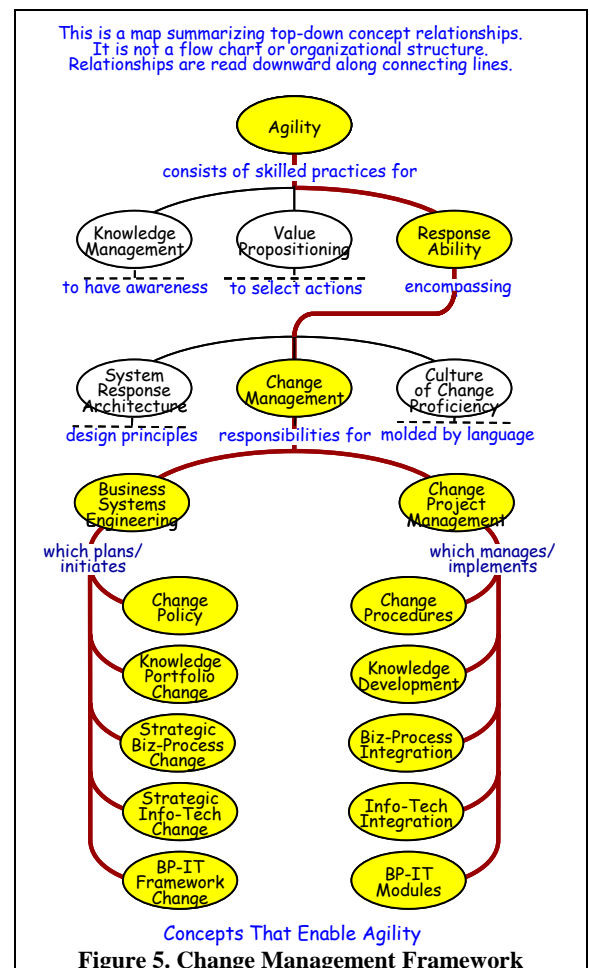 This is a map summarizing top-down concept relationships.
It is not a flow chart or organizational structure.
Relationships are read downward along connecting lines.
Agility
consists of skilled practices for
Knowledge
Management
Value
Propositioning
Response
Ability
to have awareness
to select actions
encompassing
System
Response
Architecture
Change
Management
Culture
of Change
Proficiency
design principles
responsibilities for
molded by language
Business
Systems
Engineering
Change
Project
Management
which plans/
initiates
which manages/
implements
Change
Policy
Change
Procedures
Knowledge
Portfolio
Change
Knowledge
Development
Strategic
Biz-Process
Change
Biz-Process
Integration
Strategic
Info-Tech
Change
Info-Tech
Integration
BP-IT
Framework
Change
BP-IT
Modules
Concepts That Enable Agility
Figure 5. Change Management Framework